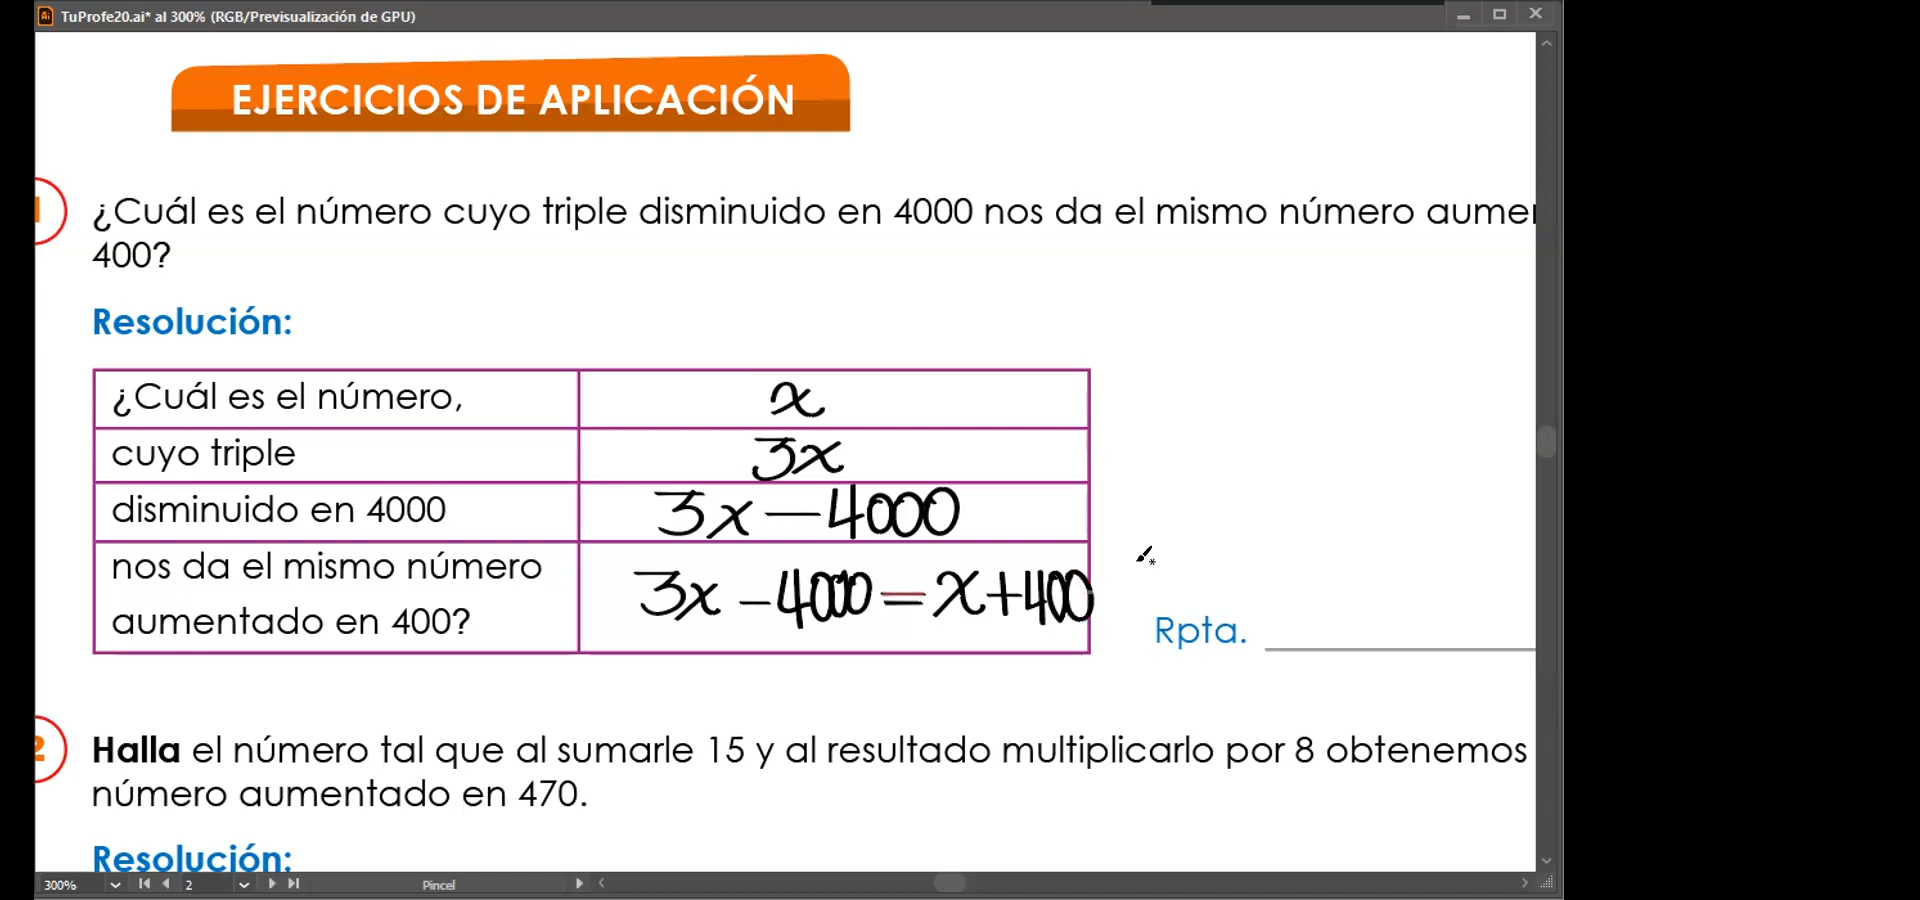 TuProfe20.ai* al 300% (RGB/Previsualización de GPU)
EJERCICIOS DE APLICACIÓN
1 ¿Cuál es el número cuyo triple disminuido en 4000 nos da el mismo número aumen
400?
Resolución:
¿Cuál es el número, x
cuyo triple 3x
disminuido en 4000 3x – 4000
nos da el mismo número
aumentado en 400? 3x – 4000 = x + 400
Rpta.
2 Halla el número tal que al sumarle 15 y al resultado multiplicarlo por 8 obtenemos
número aumentado en 470.
Resolución:
300% 2 Pincel